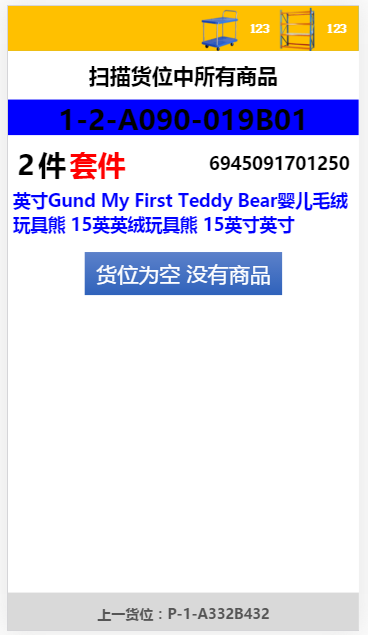 123 123
扫描货位中所有商品
1-2-A090-019B01
2件套件 6945091701250
英寸Gund My First Teddy Bear婴儿毛绒
玩具熊 15英英绒玩具熊 15英寸英寸
货位为空 没有商品
上一货位：P-1-A332B432